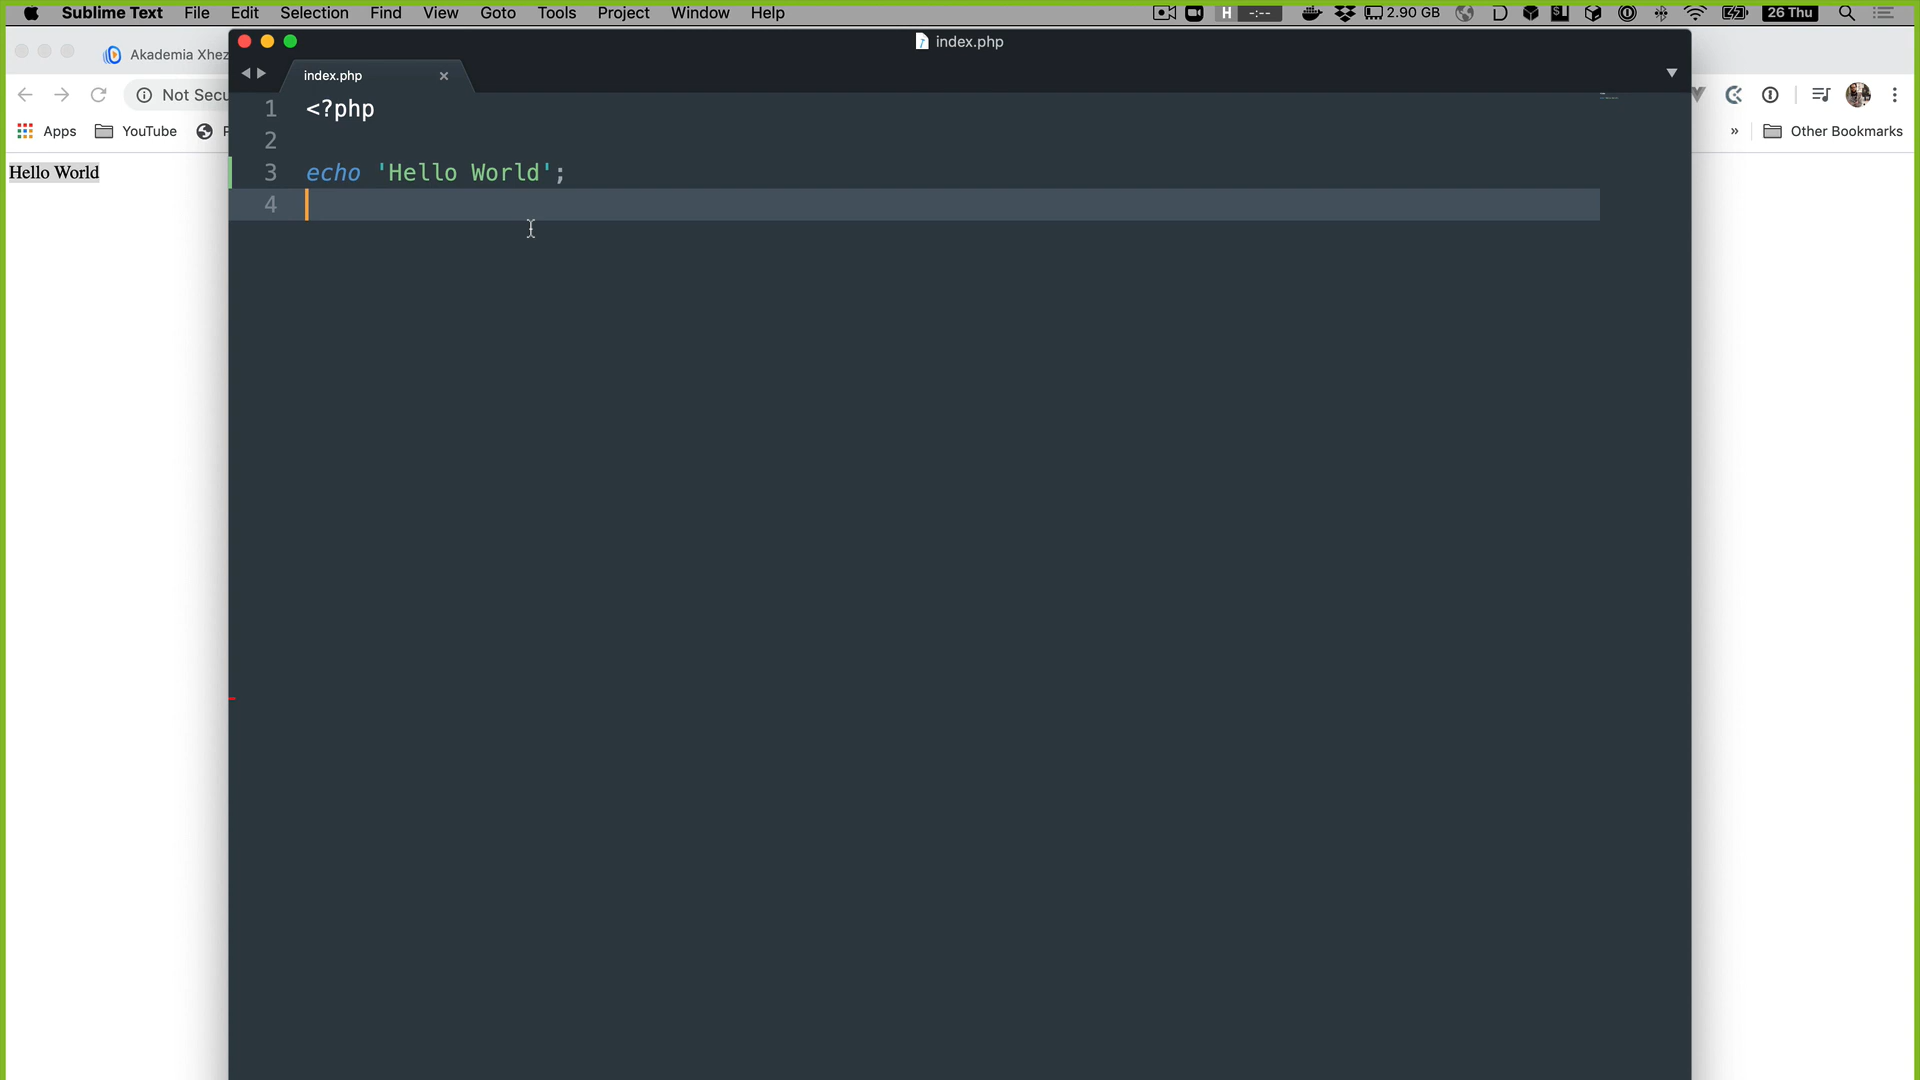 Sublime Text File Edit Selection Find View Goto Tools Project Window Help H -:-- 2.90 GB 26 Thu
index.php
Akademia Xhez
index.php
Not Secu
Apps YouTube Other Bookmarks
Hello World
1 <?php
2
3 echo 'Hello World';
4